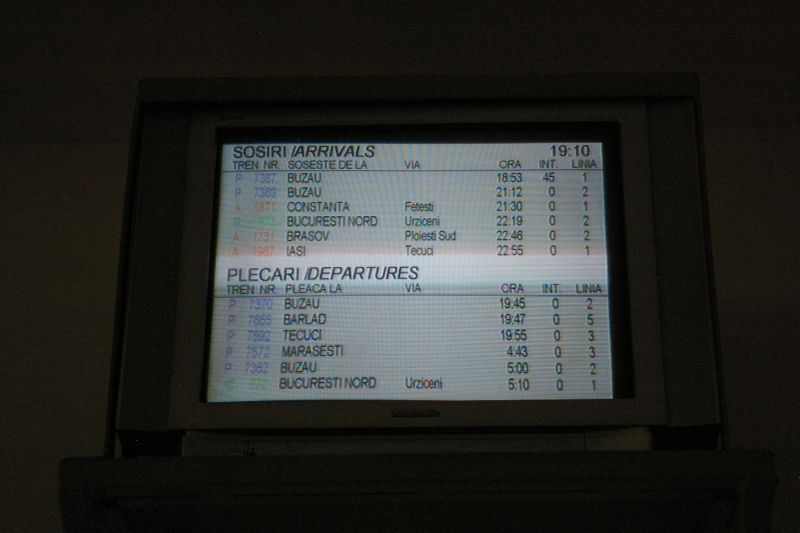 SOSIRI /ARRIVALS 19:10
TREN NR. SOSESTE DE LA VIA ORA INT. LINIA
P 7367 BUZAU 18:53 45 1
P 7369 BUZAU 21:12 0 2
A 1871 CONSTANTA Fetesti 21:30 0 1
BUCURESTI NORD Urziceni 22:19 0 2
A 1731 BRASOV Ploiesti Sud 22:46 0 2
A 1967 IASI Tecuci 22:55 0 1
PLECARI /DEPARTURES
TREN NR. PLEACA LA VIA ORA INT. LINIA
P 7370 BUZAU 19:45 0 2
P 7655 BARLAD 19:47 0 5
P 7592 TECUCI 19:55 0 3
P 7572 MARASESTI 4:43 0 3
P 7362 BUZAU 5:00 0 2
BUCURESTI NORD Urziceni 5:10 0 1
Panasonic